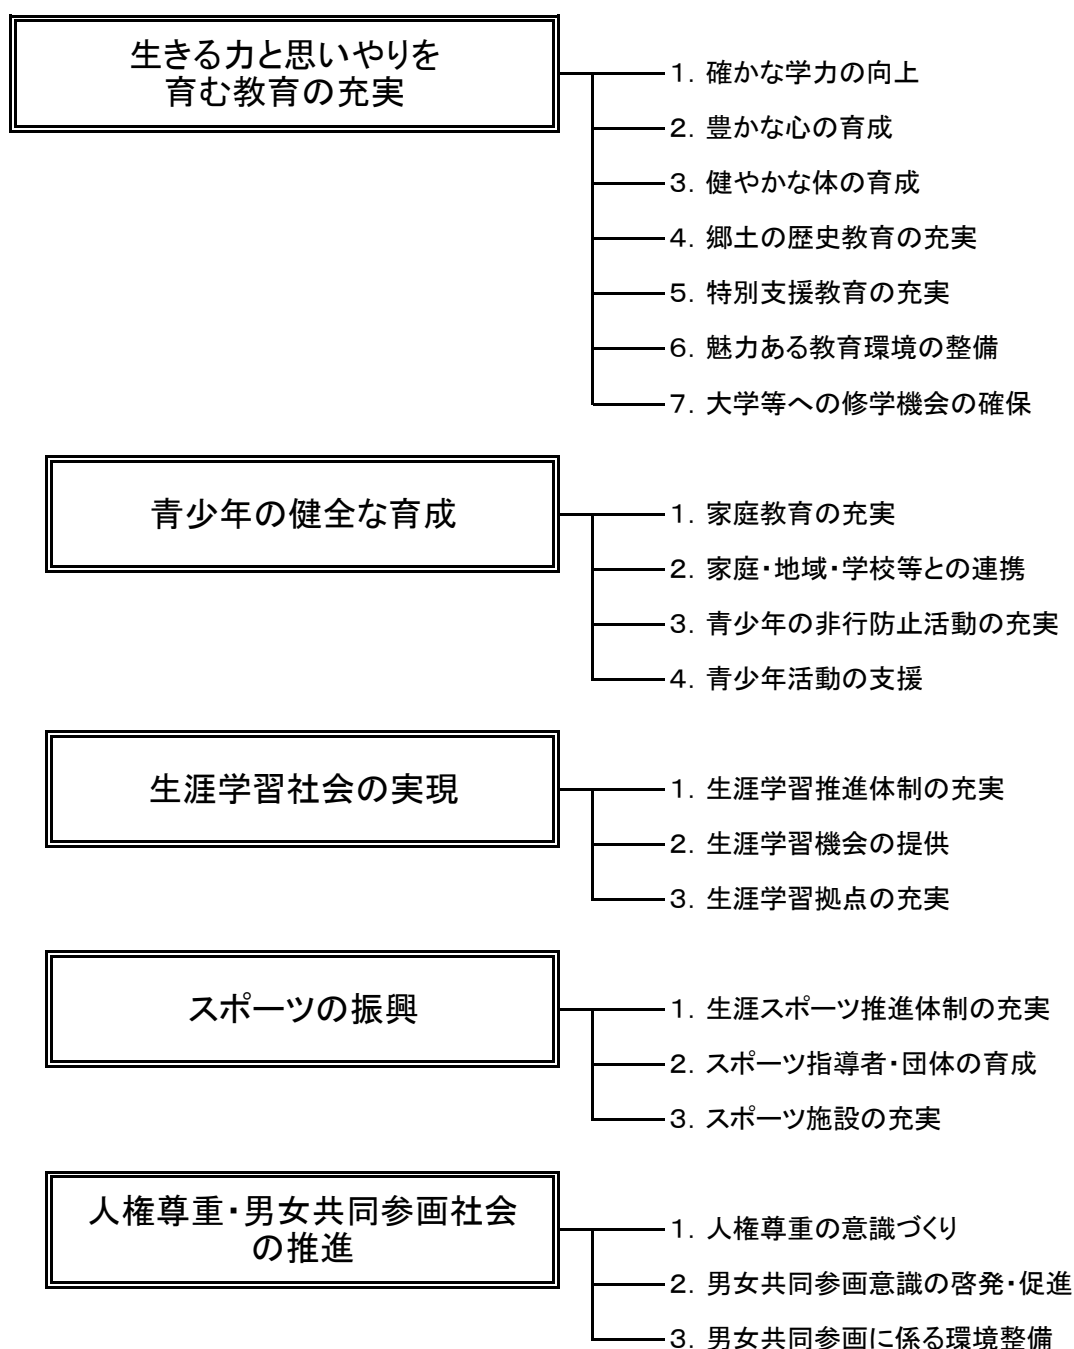 生きる力と思いやりを
育む教育の充実
1. 確かな学力の向上
2. 豊かな心の育成
3. 健やかな体の育成
4. 郷土の歴史教育の充実
5. 特別支援教育の充実
6. 魅力ある教育環境の整備
7. 大学等への修学機会の確保
青少年の健全な育成
1. 家庭教育の充実
2. 家庭・地域・学校等との連携
3. 青少年の非行防止活動の充実
4. 青少年活動の支援
生涯学習社会の実現
1. 生涯学習推進体制の充実
2. 生涯学習機会の提供
3. 生涯学習拠点の充実
スポーツの振興
1. 生涯スポーツ推進体制の充実
2. スポーツ指導者・団体の育成
3. スポーツ施設の充実
人権尊重・男女共同参画社会
の推進
1. 人権尊重の意識づくり
2. 男女共同参画意識の啓発・促進
3. 男女共同参画に係る環境整備